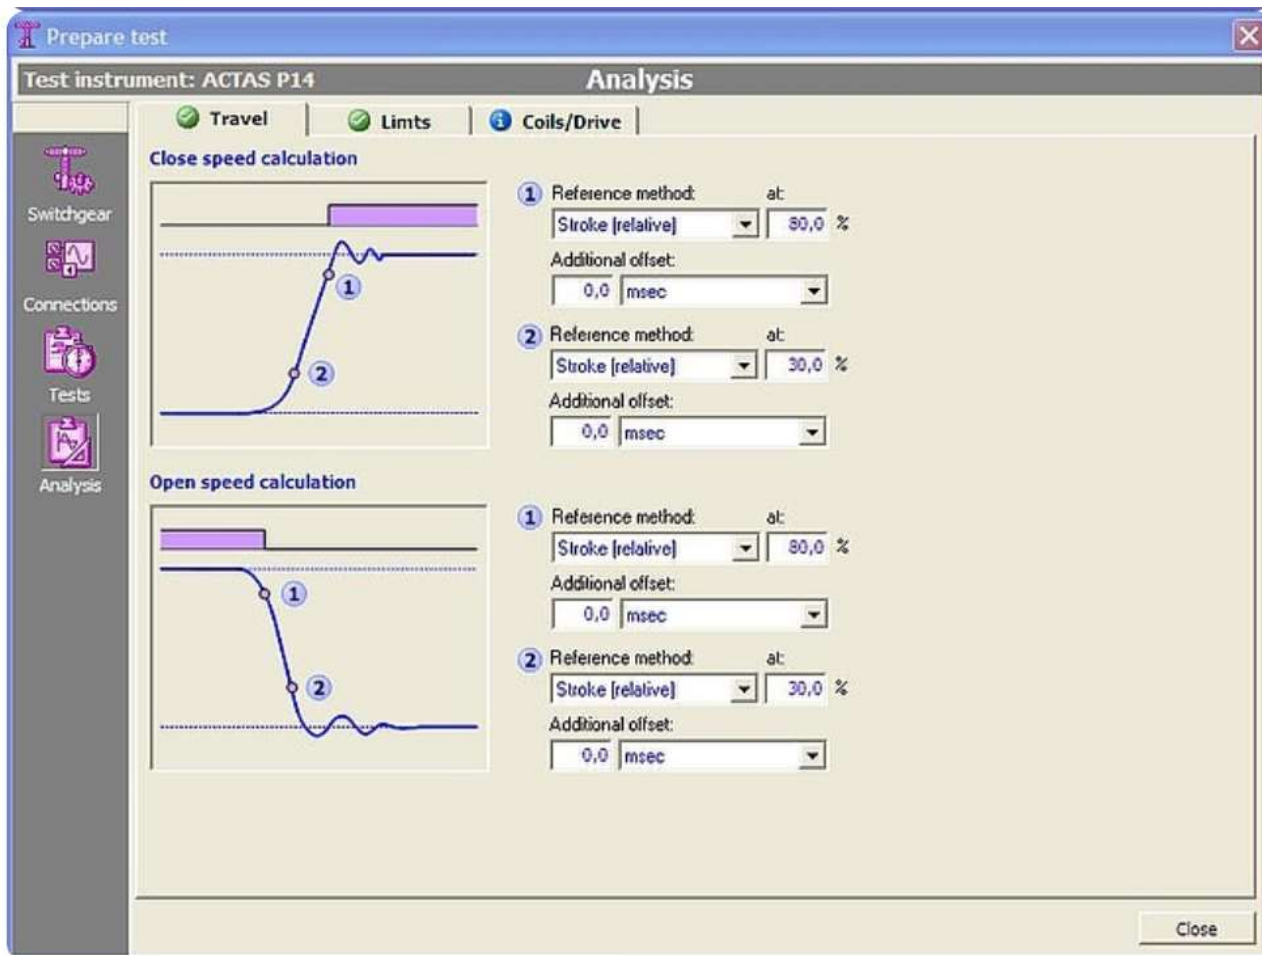 Prepare test
Test instrument: ACTAS P14 Analysis
Travel Limts Coils/Drive
Switchgear
Connections
Tests
Analysis
Close speed calculation
1
2
1 Reference method: at:
Stroke (relative) 80,0 %
Additional offset:
0,0 msec
2 Reference method: at:
Stroke (relative) 30,0 %
Additional offset:
0,0 msec
Open speed calculation
1
2
1 Reference method: at:
Stroke (relative) 80,0 %
Additional offset:
0,0 msec
2 Reference method: at:
Stroke (relative) 30,0 %
Additional offset:
0,0 msec
Close